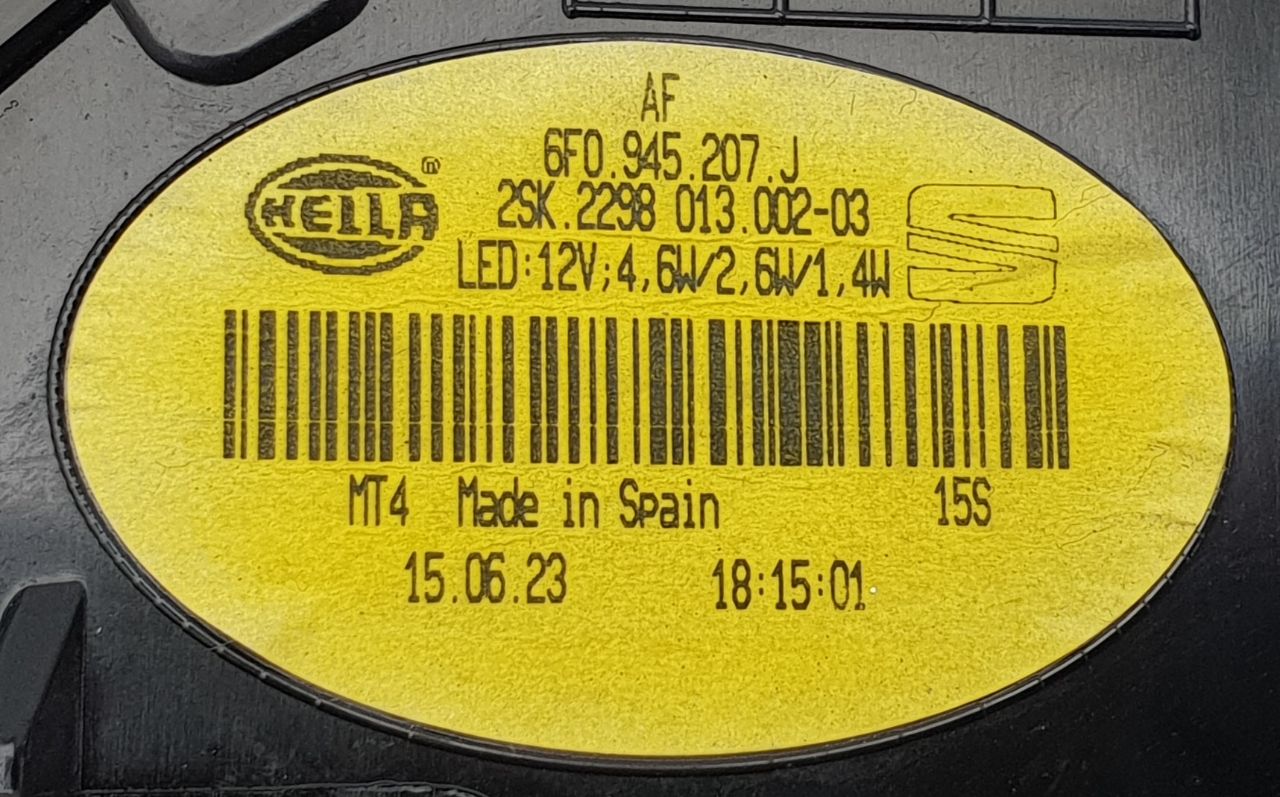 AF
6F0.945.207.J
HELLA ®
2SK.2298 013.002-03
LED:12V;4,6W/2,6W/1,4W
MT4 Made in Spain 15S
15.06.23 18:15:01